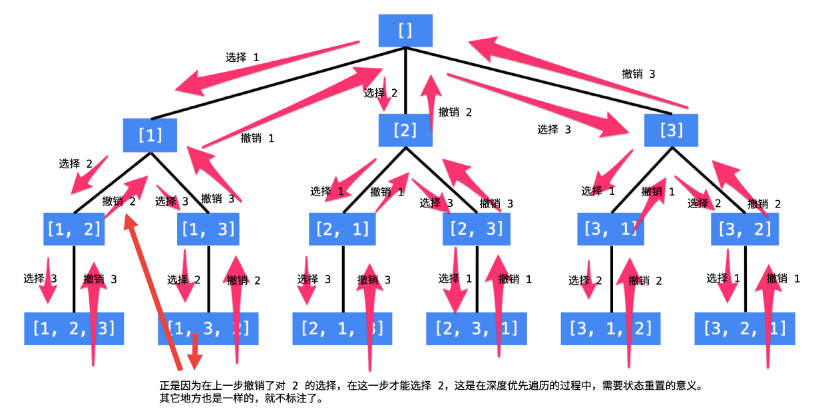 []
选择 1
撤销 3
选择 2
撤销 2
撤销 1
选择 3
[1]
[2]
[3]
选择 2
撤销 2
选择 3
撤销 3
选择 1
撤销 1
选择 3
撤销 3
选择 1
撤销 1
选择 2
撤销 2
[1, 2]
[1, 3]
[2, 1]
[2, 3]
[3, 1]
[3, 2]
选择 3
撤销 3
选择 2
撤销 2
选择 3
撤销 3
选择 1
撤销 1
选择 2
撤销 2
选择 1
撤销 1
[1, 2, 3]
[1, 3, 2]
[2, 1, 3]
[2, 3, 1]
[3, 1, 2]
[3, 2, 1]
正是因为在上一步撤销了对 2 的选择，在这一步才能选择 2，这是在深度优先遍历的过程中，需要状态重置的意义。
其它地方也是一样的，就不标注了。